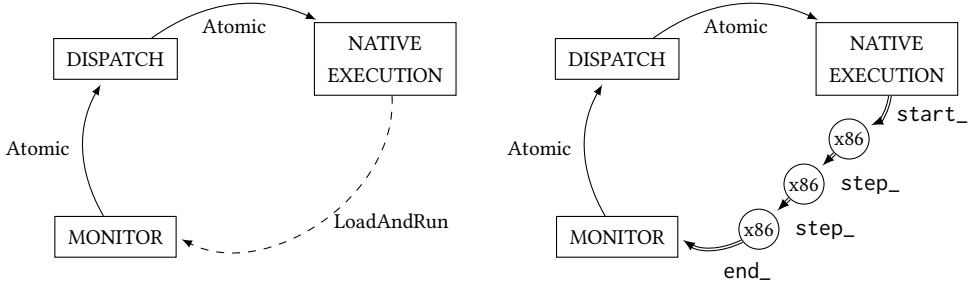 Atomic
NATIVE
EXECUTION
DISPATCH
Atomic
LoadAndRun
MONITOR
Atomic
NATIVE
EXECUTION
DISPATCH
start_
x86
Atomic
x86
step_
x86
step_
MONITOR
end_